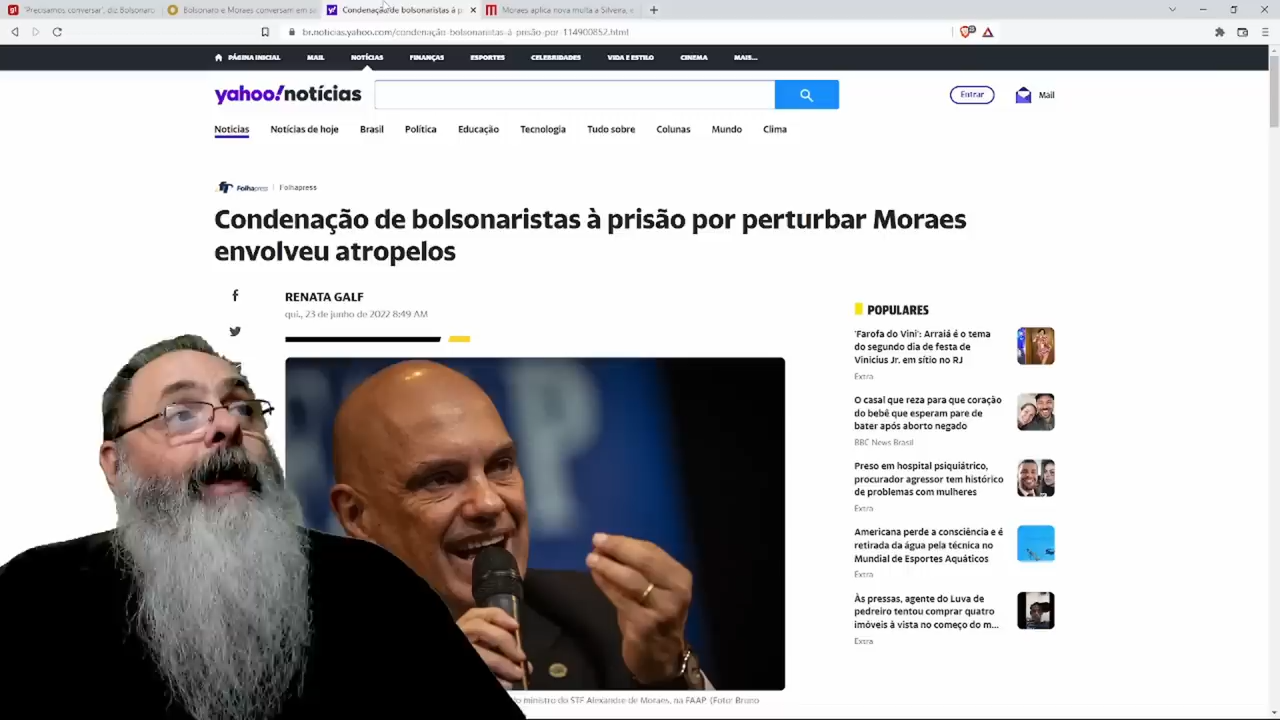 "Precisamos conversar", diz Bolsonaro
Bolsonaro e Moraes conversam em sa
Condenação de bolsonaristas à p
Moraes aplica nova multa a Silveira, e
br.noticias.yahoo.com/condenação-bolsonaristas-à-prisão-por-114900852.html
PÁGINA INICIAL MAIL NOTÍCIAS FINANÇAS ESPORTES CELEBRIDADES VIDA E ESTILO CINEMA MAIS...
yahoo!notícias
Entrar
Mail
Notícias Notícias de hoje Brasil Política Educação Tecnologia Tudo sobre Colunas Mundo Clima
Folhapress | Folhapress
Condenação de bolsonaristas à prisão por perturbar Moraes
envolveu atropelos
RENATA GALF
qui., 23 de junho de 2022 8:49 AM
POPULARES
'Farofa do Vini': Arraiá é o tema
do segundo dia de festa de
Vinicius Jr. em sítio no RJ
Extra
O casal que reza para que coração
do bebê que esperam pare de
bater após aborto negado
BBC News Brasil
Preso em hospital psiquiátrico,
procurador agressor tem histórico
de problemas com mulheres
Extra
Americana perde a consciência e é
retirada da água pela técnica no
Mundial de Esportes Aquáticos
Extra
Às pressas, agente do Luva de
pedreiro tentou comprar quatro
imóveis à vista no começo do m...
Extra
ministro do STF Alexandre de Moraes, na FAAP. (Foto: Bruno